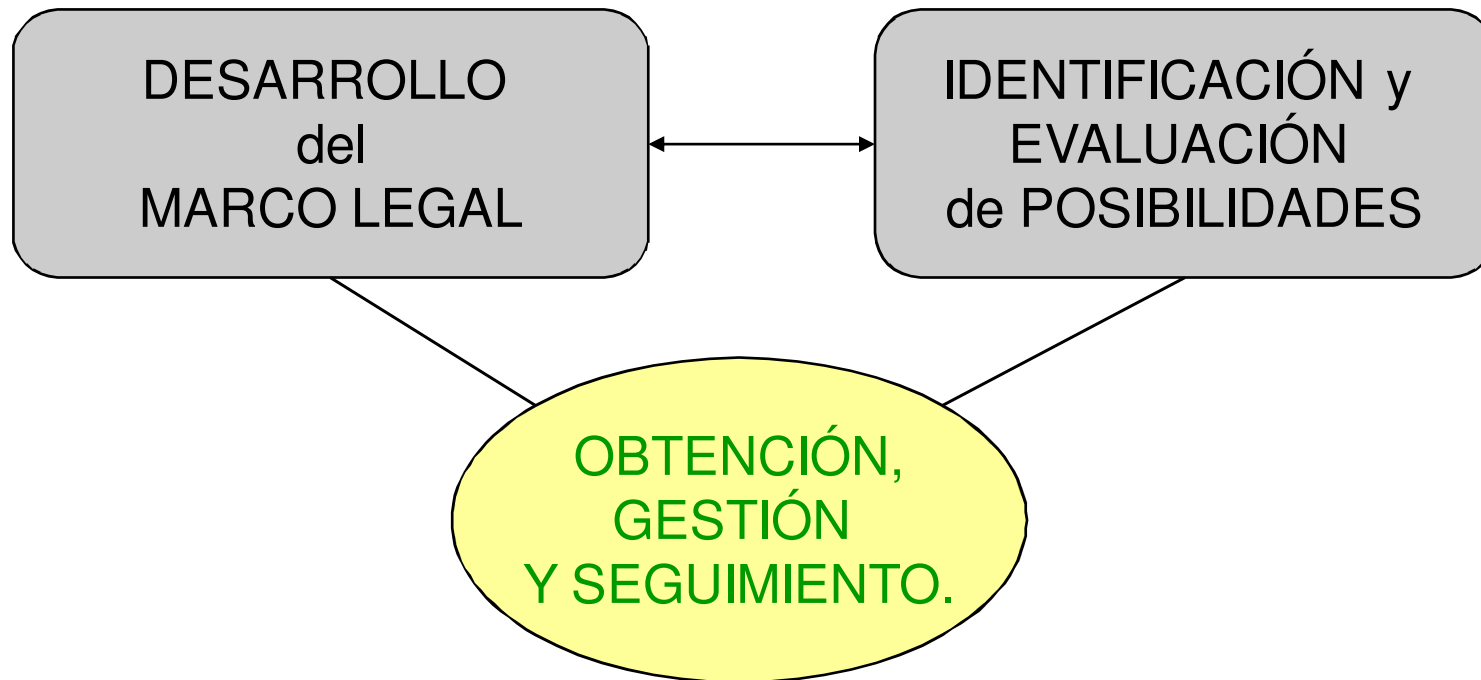 DESARROLLO
del
MARCO LEGAL
IDENTIFICACIÓN y
EVALUACIÓN
de POSIBILIDADES
OBTENCIÓN,
GESTIÓN
Y SEGUIMIENTO.